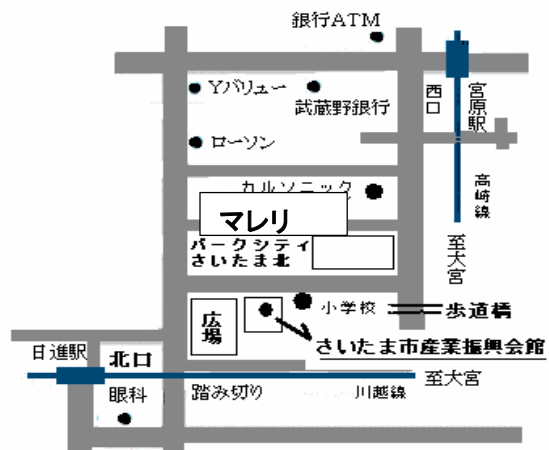 銀行ATM
Yバリュー
武蔵野銀行
西口
宮原駅
ローソン
高崎線
カルソニック
マレリ
至大宮
パークシティ
さいたま北
広場
小学校
歩道橋
さいたま市産業振興会館
日進駅
北口
眼科
踏み切り
川越線
至大宮